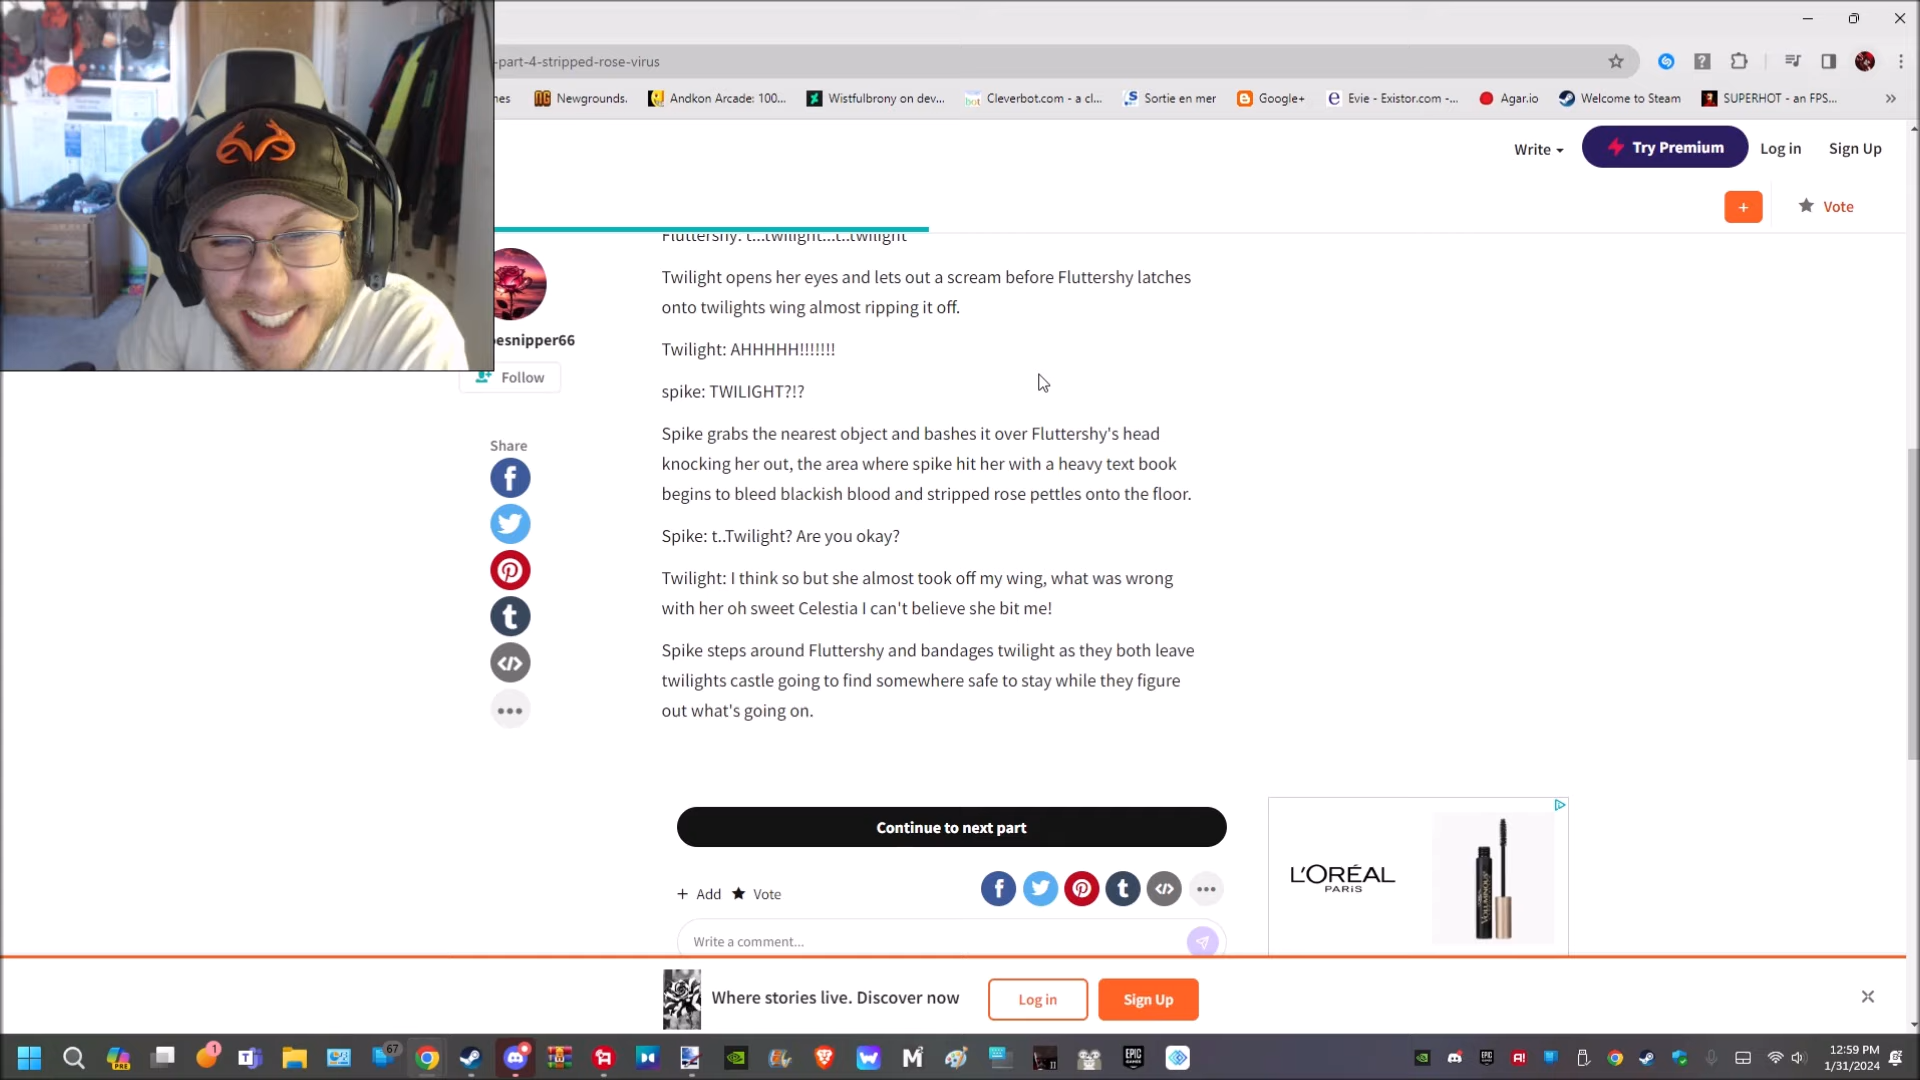 -part-4-stripped-rose-virus
nes
Newgrounds.
Andkon Arcade: 100...
Wistfulbrony on dev...
Cleverbot.com - a cl...
Sortie en mer
Google+
Evie - Existor.com -...
Agar.io
Welcome to Steam
SUPERHOT - an FPS...
Write
Try Premium
Log in
Sign Up
+
Vote
Fluttershy: t...twilight...t..twilight
Twilight opens her eyes and lets out a scream before Fluttershy latches
onto twilights wing almost ripping it off.
Twilight: AHHHHH!!!!!!!
spike: TWILIGHT?!?
Spike grabs the nearest object and bashes it over Fluttershy's head
knocking her out, the area where spike hit her with a heavy text book
begins to bleed blackish blood and stripped rose pettles onto the floor.
Spike: t..Twilight? Are you okay?
Twilight: I think so but she almost took off my wing, what was wrong
with her oh sweet Celestia I can't believe she bit me!
Spike steps around Fluttershy and bandages twilight as they both leave
twilights castle going to find somewhere safe to stay while they figure
out what's going on.
oesnipper66
Follow
Share
Continue to next part
+ Add
Vote
Write a comment...
L'ORÉAL
PARIS
Where stories live. Discover now
Log in
Sign Up
12:59 PM
1/31/2024